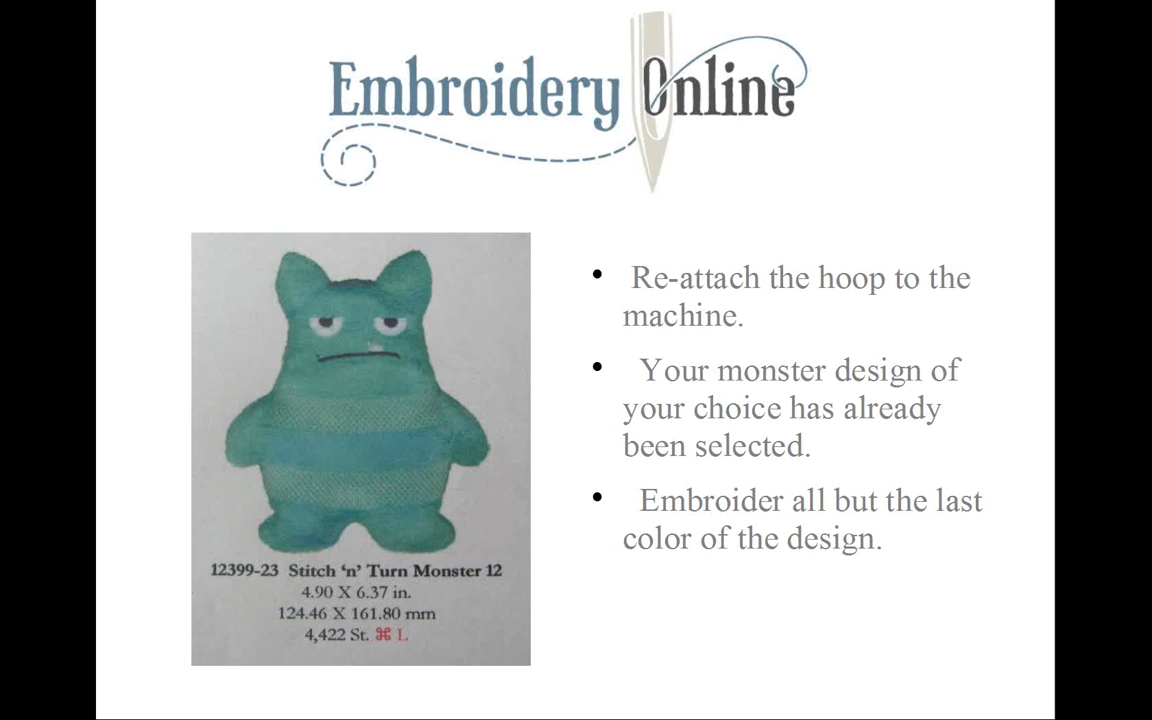 Embroidery Online
12399-23 Stitch ‘n’ Turn Monster 12
4.90 X 6.37 in.
124.46 X 161.80 mm
4,422 St. ⌘ L
• Re-attach the hoop to the
machine.
• Your monster design of
your choice has already
been selected.
• Embroider all but the last
color of the design.